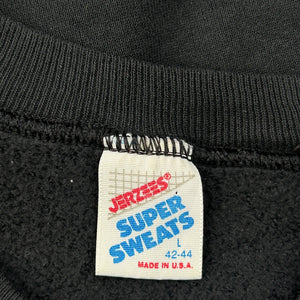 JERZEES®
SUPER
SWEATS
L
42-44
MADE IN U.S.A.